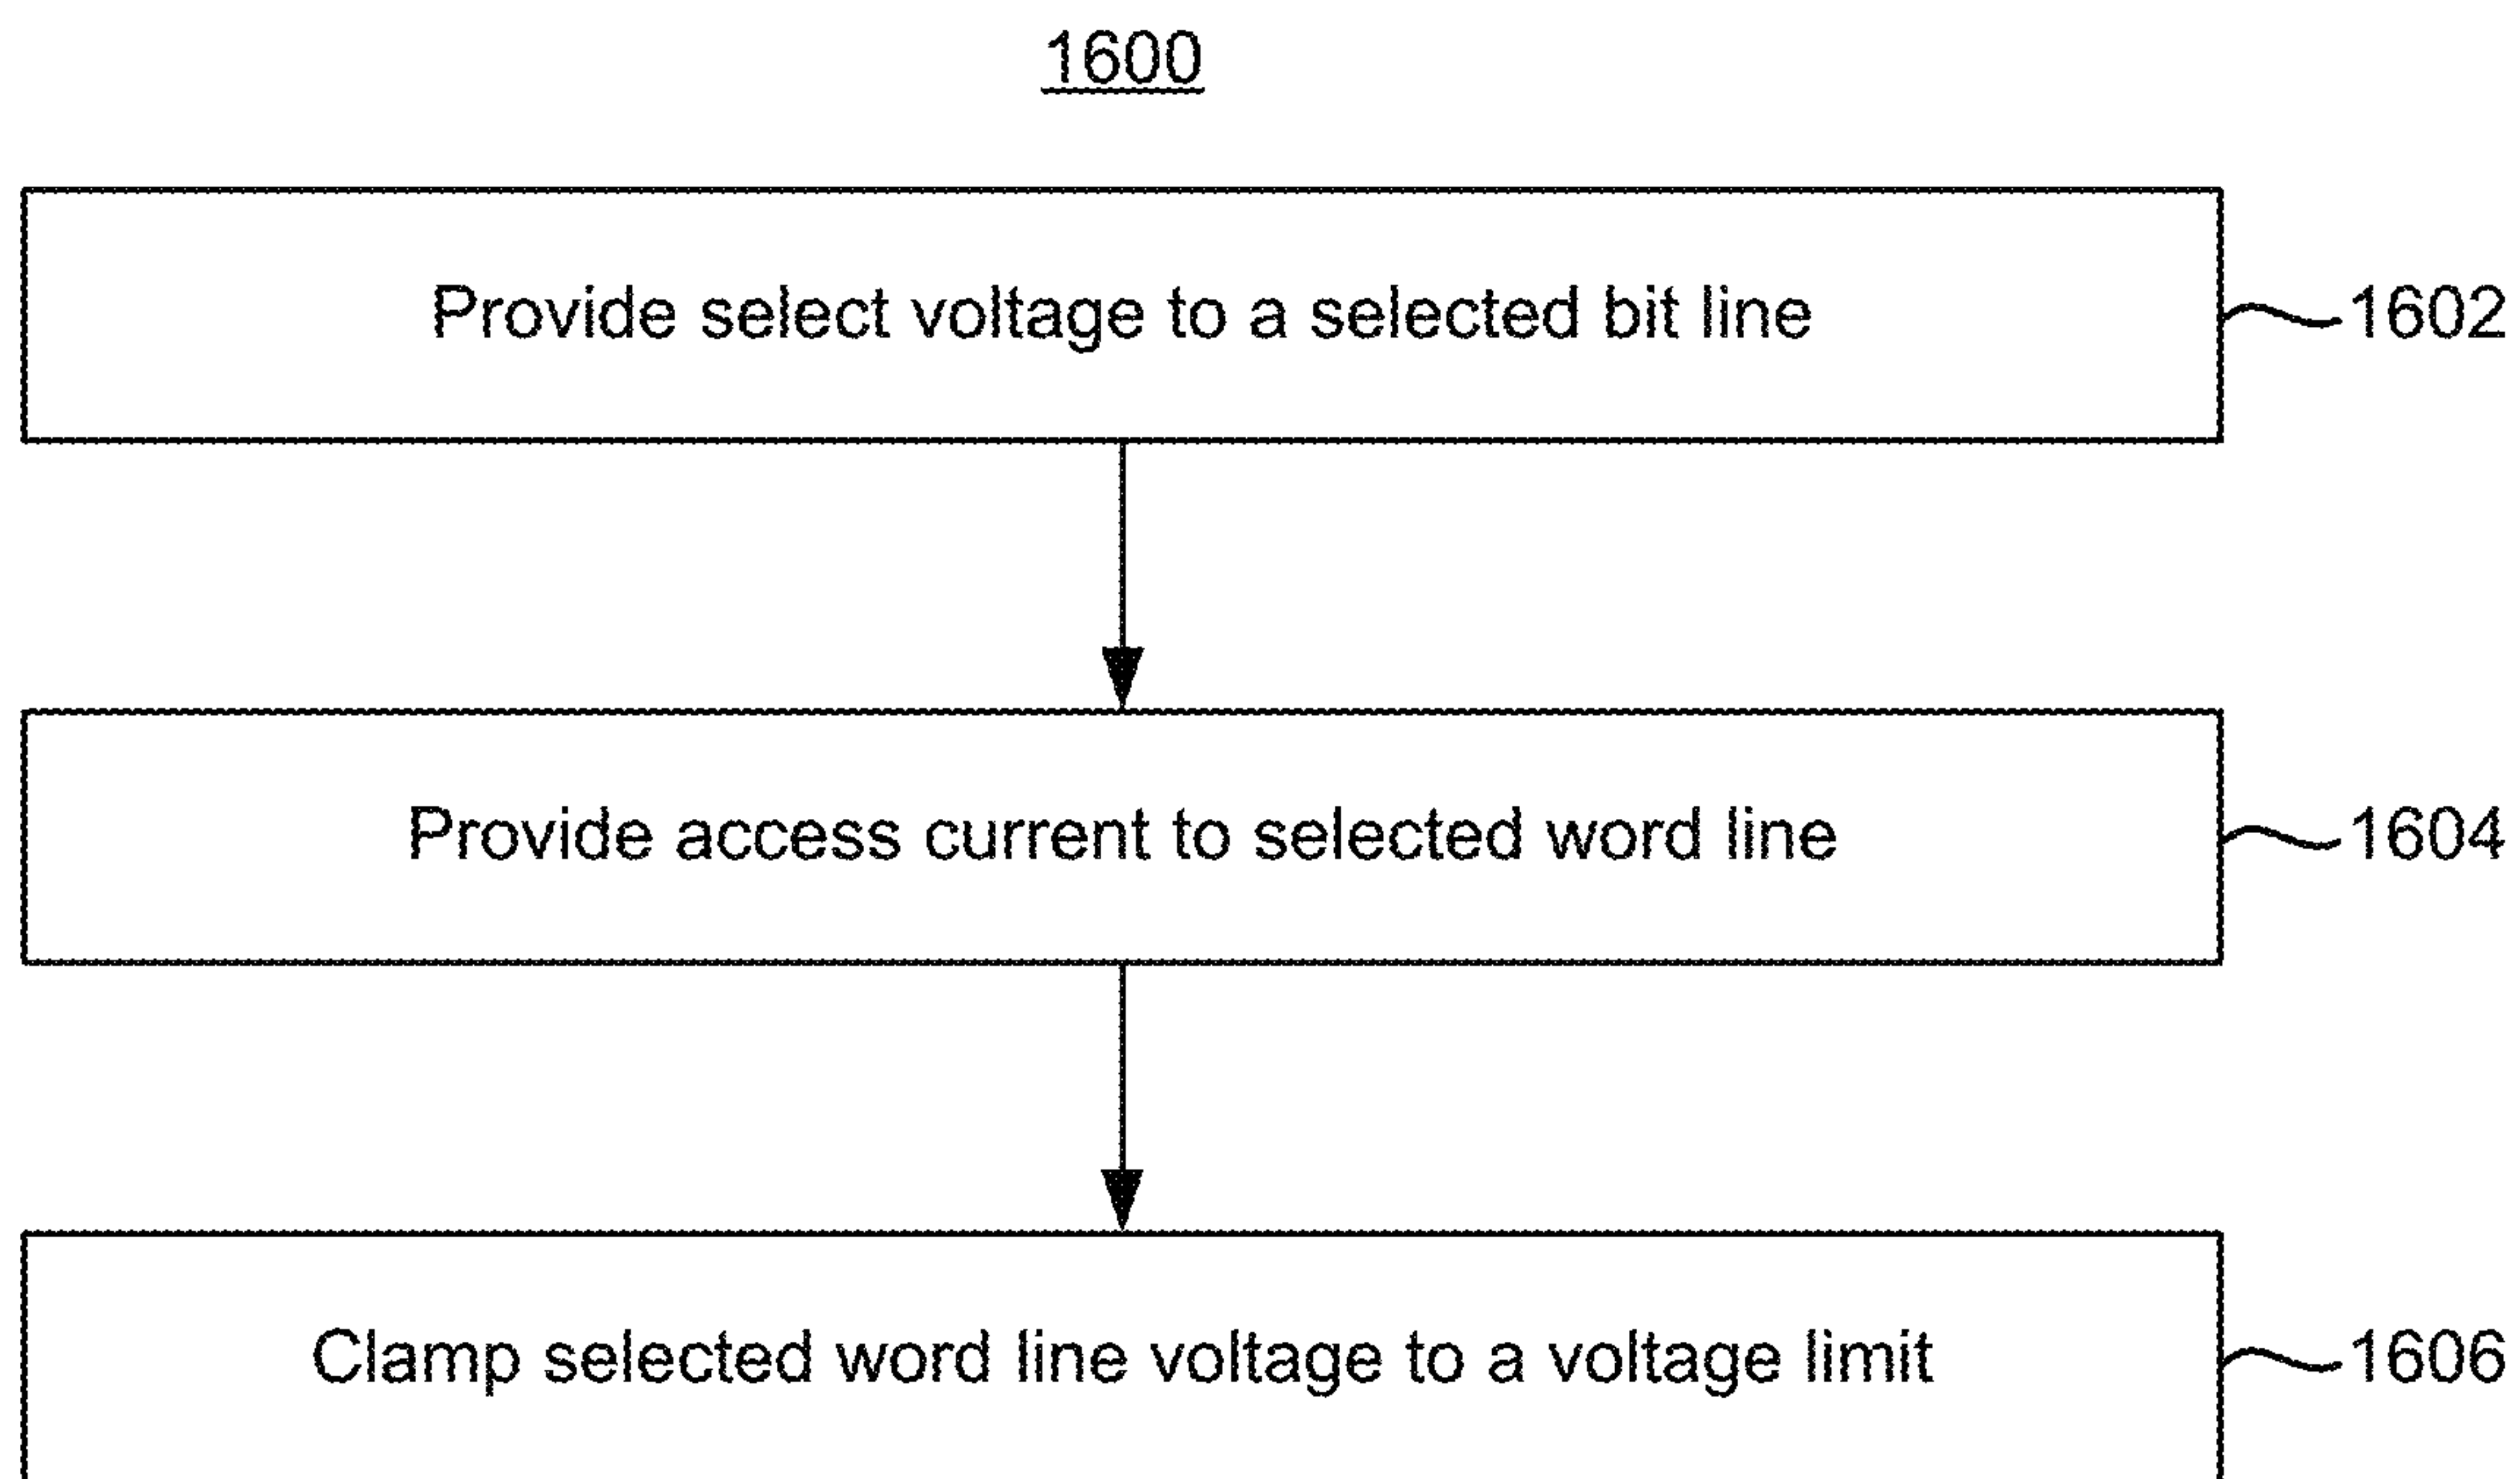 1600
Provide select voltage to a selected bit line
1602
Provide access current to selected word line
1604
Clamp selected word line voltage to a voltage limit
1606